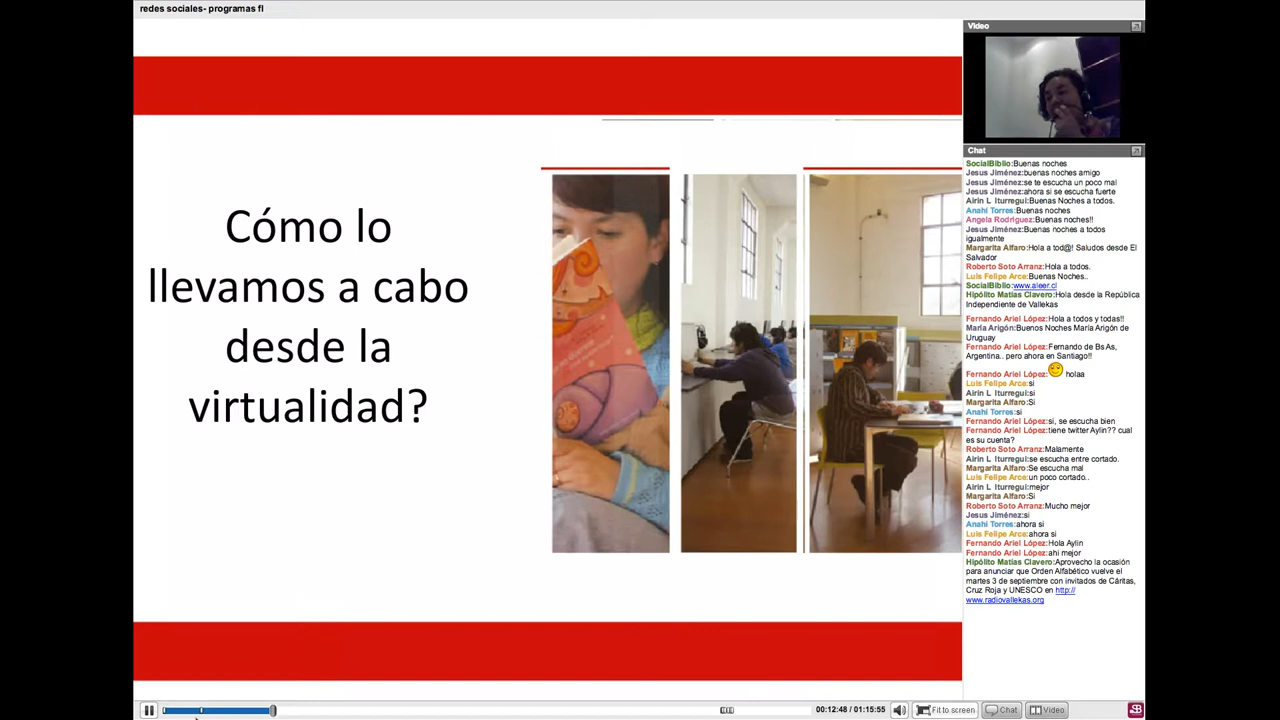 redes sociales- programas fl
Video
Cómo lo
llevamos a cabo
desde la
virtualidad?
Chat
SocialBiblio:Buenas noches
Jesus Jiménez:buenas noches amigo
Jesus Jiménez:se te escucha un poco mal
Jesus Jiménez:ahora si se escucha fuerte
Airin L Iturregui:Buenas Noches a todos.
Anahi Torres:Buenas noches
Angela Rodriguez:Buenas noches!!
Jesus Jiménez:Buenas noches a todos
igualmente
Margarita Alfaro:Hola a tod@! Saludos desde El
Salvador
Roberto Soto Arranz:Hola a todos.
Luis Felipe Arce:Buenas Noches..
SocialBiblio:www.aleer.cl
Hipólito Matias Clavero:Hola desde la República
Independiente de Vallekas
Fernando Ariel López:Hola a todos y todas!!
Maria Arigón:Buenos Noches María Arigón de
Uruguay
Fernando Ariel López:Fernando de Bs As,
Argentina.. pero ahora en Santiago!!
Fernando Ariel López: holaa
Luis Felipe Arce:si
Airin L Iturregui:si
Margarita Alfaro:Si
Anahi Torres:si
Fernando Ariel López:si, se escucha bien
Fernando Ariel López:tiene twitter Aylin?? cual
es su cuenta?
Roberto Soto Arranz:Malamente
Airin L Iturregui:se escucha entre cortado.
Margarita Alfaro:Se escucha mal
Luis Felipe Arce:un poco cortado..
Airin L Iturregui:mejor
Margarita Alfaro:Si
Roberto Soto Arranz:Mucho mejor
Jesus Jiménez:si
Anahi Torres:ahora si
Luis Felipe Arce:ahora si
Fernando Ariel López:Hola Aylin
Fernando Ariel López:ahi mejor
Hipólito Matias Clavero:Aprovecho la ocasión
para anunciar que Orden Alfabético vuelve el
martes 3 de septiembre con invitados de Cáritas,
Cruz Roja y UNESCO en http://
www.radiovallekas.org
00:12:48 / 01:15:55
Fit to screen
Chat
Video
SB